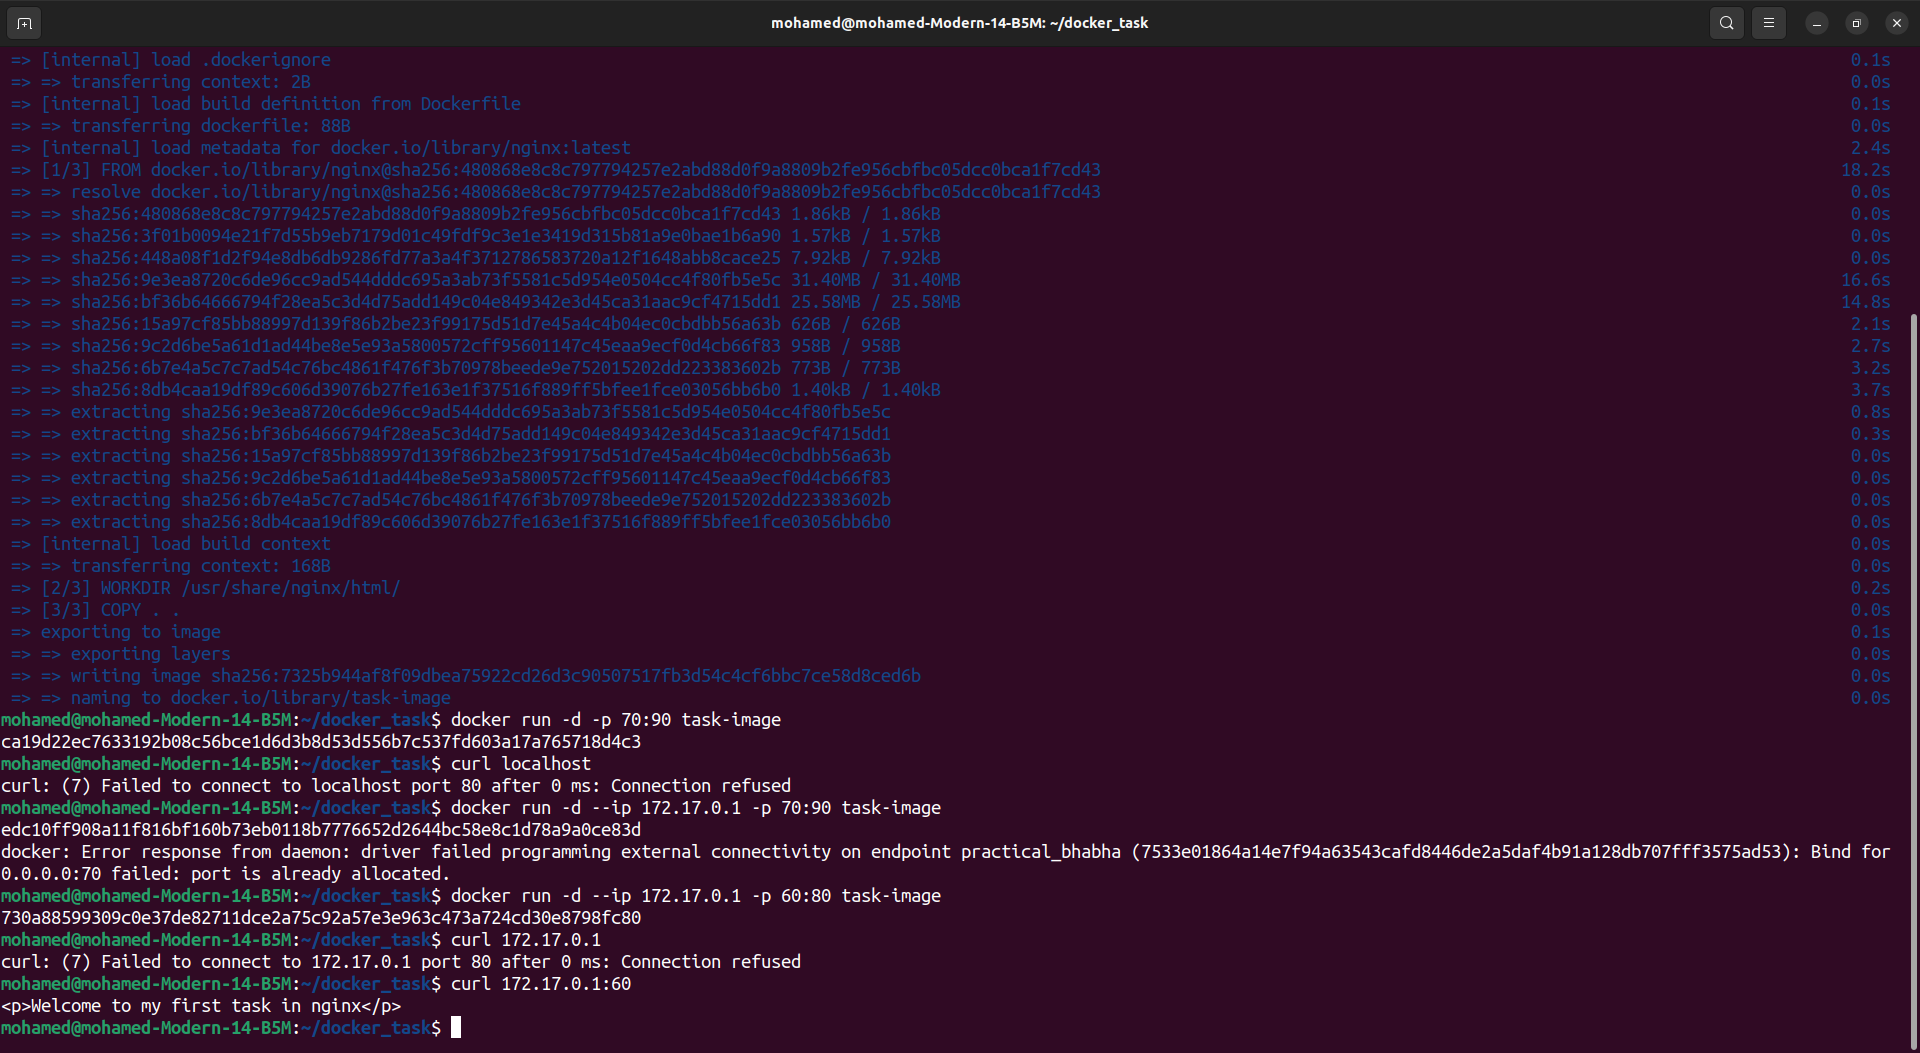 mohamed@mohamed-Modern-14-B5M: ~/docker_task
=> [internal] load .dockerignore 0.1s
=> => transferring context: 2B 0.0s
=> [internal] load build definition from Dockerfile 0.1s
=> => transferring dockerfile: 88B 0.0s
=> [internal] load metadata for docker.io/library/nginx:latest 2.4s
=> [1/3] FROM docker.io/library/nginx@sha256:480868e8c8c797794257e2abd88d0f9a8809b2fe956cbfbc05dcc0bca1f7cd43 18.2s
=> => resolve docker.io/library/nginx@sha256:480868e8c8c797794257e2abd88d0f9a8809b2fe956cbfbc05dcc0bca1f7cd43 0.0s
=> => sha256:480868e8c8c797794257e2abd88d0f9a8809b2fe956cbfbc05dcc0bca1f7cd43 1.86kB / 1.86kB 0.0s
=> => sha256:3f01b0094e21f7d55b9eb7179d01c49fdf9c3e1e3419d315b81a9e0bae1b6a90 1.57kB / 1.57kB 0.0s
=> => sha256:448a08f1d2f94e8db6db9286fd77a3a4f3712786583720a12f1648abb8cace25 7.92kB / 7.92kB 0.0s
=> => sha256:9e3ea8720c6de96cc9ad544dddc695a3ab73f5581c5d954e0504cc4f80fb5e5c 31.40MB / 31.40MB 16.6s
=> => sha256:bf36b64666794f28ea5c3d4d75add149c04e849342e3d45ca31aac9cf4715dd1 25.58MB / 25.58MB 14.8s
=> => sha256:15a97cf85bb88997d139f86b2be23f99175d51d7e45a4c4b04ec0cbdbb56a63b 626B / 626B 2.1s
=> => sha256:9c2d6be5a61d1ad44be8e5e93a5800572cff95601147c45eaa9ecf0d4cb66f83 958B / 958B 2.7s
=> => sha256:6b7e4a5c7c7ad54c76bc4861f476f3b70978beede9e752015202dd223383602b 773B / 773B 3.2s
=> => sha256:8db4caa19df89c606d39076b27fe163e1f37516f889ff5bfee1fce03056bb6b0 1.40kB / 1.40kB 3.7s
=> => extracting sha256:9e3ea8720c6de96cc9ad544dddc695a3ab73f5581c5d954e0504cc4f80fb5e5c 0.8s
=> => extracting sha256:bf36b64666794f28ea5c3d4d75add149c04e849342e3d45ca31aac9cf4715dd1 0.3s
=> => extracting sha256:15a97cf85bb88997d139f86b2be23f99175d51d7e45a4c4b04ec0cbdbb56a63b 0.0s
=> => extracting sha256:9c2d6be5a61d1ad44be8e5e93a5800572cff95601147c45eaa9ecf0d4cb66f83 0.0s
=> => extracting sha256:6b7e4a5c7c7ad54c76bc4861f476f3b70978beede9e752015202dd223383602b 0.0s
=> => extracting sha256:8db4caa19df89c606d39076b27fe163e1f37516f889ff5bfee1fce03056bb6b0 0.0s
=> [internal] load build context 0.0s
=> => transferring context: 168B 0.0s
=> [2/3] WORKDIR /usr/share/nginx/html/ 0.2s
=> [3/3] COPY . . 0.0s
=> exporting to image 0.1s
=> => exporting layers 0.0s
=> => writing image sha256:7325b944af8f09dbea75922cd26d3c90507517fb3d54c4cf6bbc7ce58d8ced6b 0.0s
=> => naming to docker.io/library/task-image 0.0s
mohamed@mohamed-Modern-14-B5M:~/docker_task$ docker run -d -p 70:90 task-image
ca19d22ec7633192b08c56bce1d6d3b8d53d556b7c537fd603a17a765718d4c3
mohamed@mohamed-Modern-14-B5M:~/docker_task$ curl localhost
curl: (7) Failed to connect to localhost port 80 after 0 ms: Connection refused
mohamed@mohamed-Modern-14-B5M:~/docker_task$ docker run -d --ip 172.17.0.1 -p 70:90 task-image
edc10ff908a11f816bf160b73eb0118b7776652d2644bc58e8c1d78a9a0ce83d
docker: Error response from daemon: driver failed programming external connectivity on endpoint practical_bhabha (7533e01864a14e7f94a63543cafd8446de2a5daf4b91a128db707fff3575ad53): Bind for
0.0.0.0:70 failed: port is already allocated.
mohamed@mohamed-Modern-14-B5M:~/docker_task$ docker run -d --ip 172.17.0.1 -p 60:80 task-image
730a88599309c0e37de82711dce2a75c92a57e3e963c473a724cd30e8798fc80
mohamed@mohamed-Modern-14-B5M:~/docker_task$ curl 172.17.0.1
curl: (7) Failed to connect to 172.17.0.1 port 80 after 0 ms: Connection refused
mohamed@mohamed-Modern-14-B5M:~/docker_task$ curl 172.17.0.1:60
<p>Welcome to my first task in nginx</p>
mohamed@mohamed-Modern-14-B5M:~/docker_task$